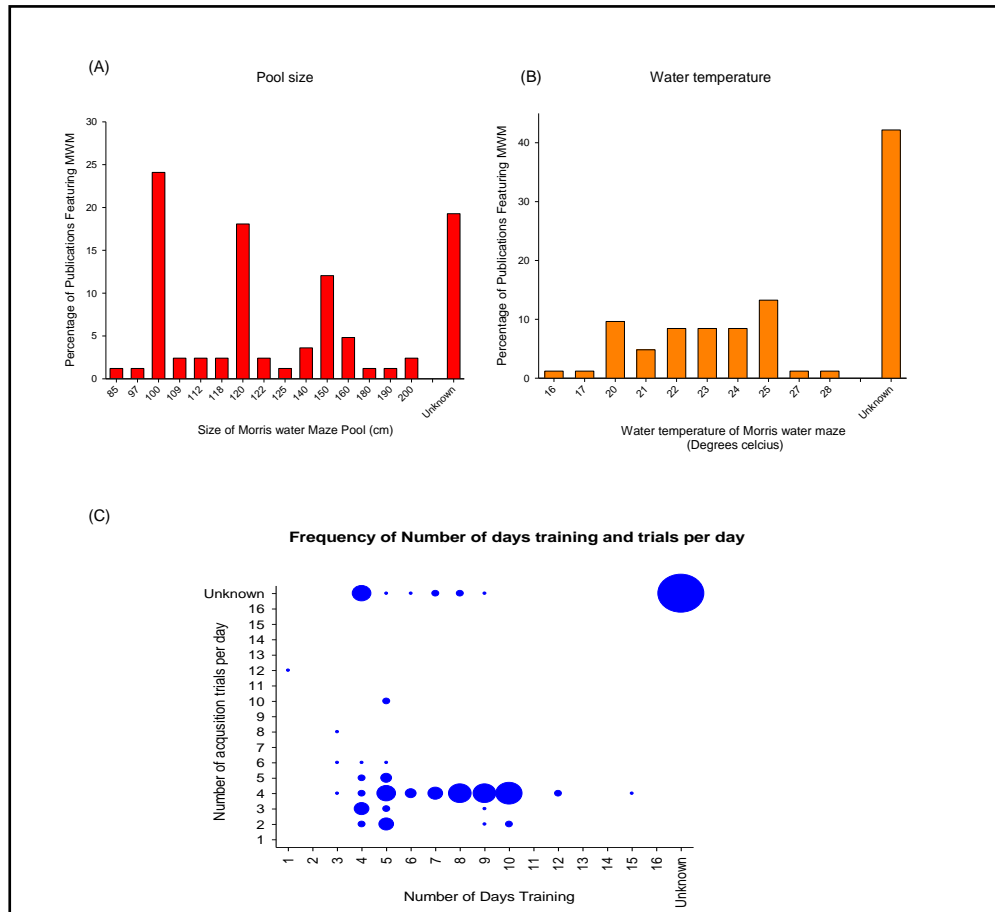 (A)
Pool size
Percentage of Publications Featuring MWM
30
25
20
15
10
5
0
85 97 100 109 112 118 120 122 125 140 150 160 180 190 200 Unknown
Size of Morris water Maze Pool (cm)
(B)
Water temperature
Percentage of Publications Featuring MWM
40
30
20
10
0
16 17 20 21 22 23 24 25 27 28 Unknown
Water temperature of Morris water maze
(Degrees celcius)
(C)
Frequency of Number of days training and trials per day
Number of acqusition trials per day
Unknown
16
15
14
13
12
11
10
9
8
7
6
5
4
3
2
1
1 2 3 4 5 6 7 8 9 10 11 12 13 14 15 16 Unknown
Number of Days Training